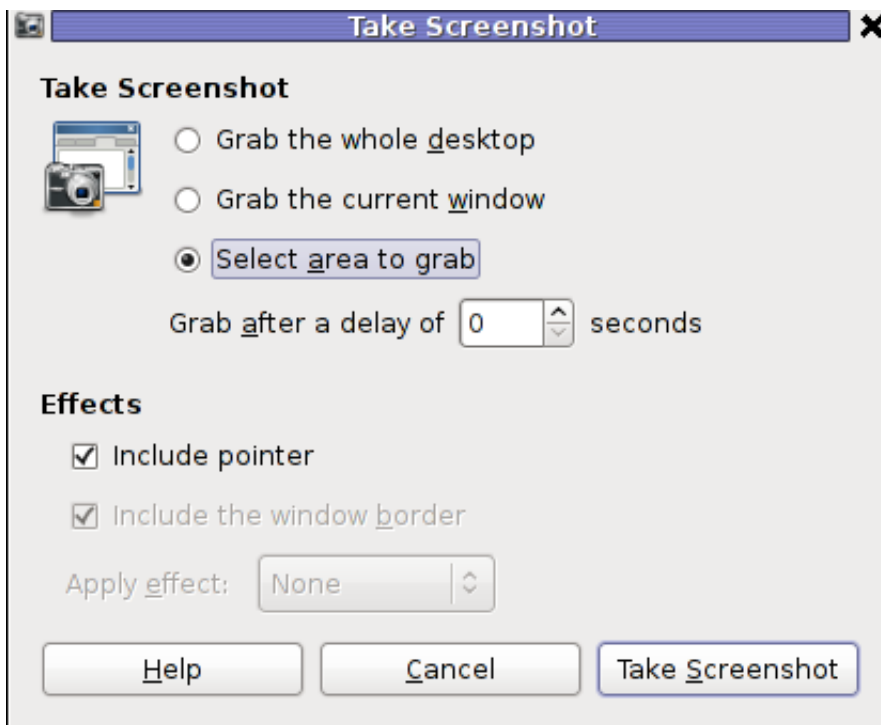 Take Screenshot
Take Screenshot
Grab the whole desktop
Grab the current window
Select area to grab
Grab after a delay of 0 seconds
Effects
Include pointer
Include the window border
Apply effect: None
Help Cancel Take Screenshot